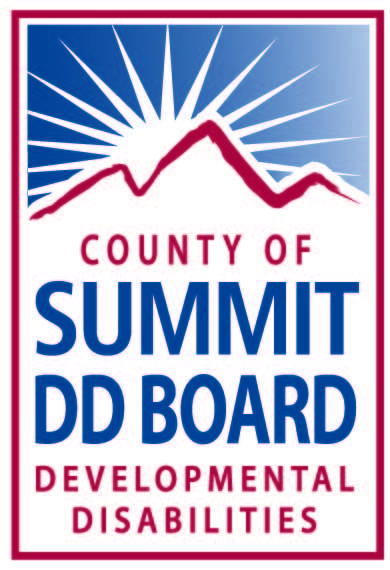 COUNTY OF
SUMMIT
DD BOARD
DEVELOPMENTAL
DISABILITIES